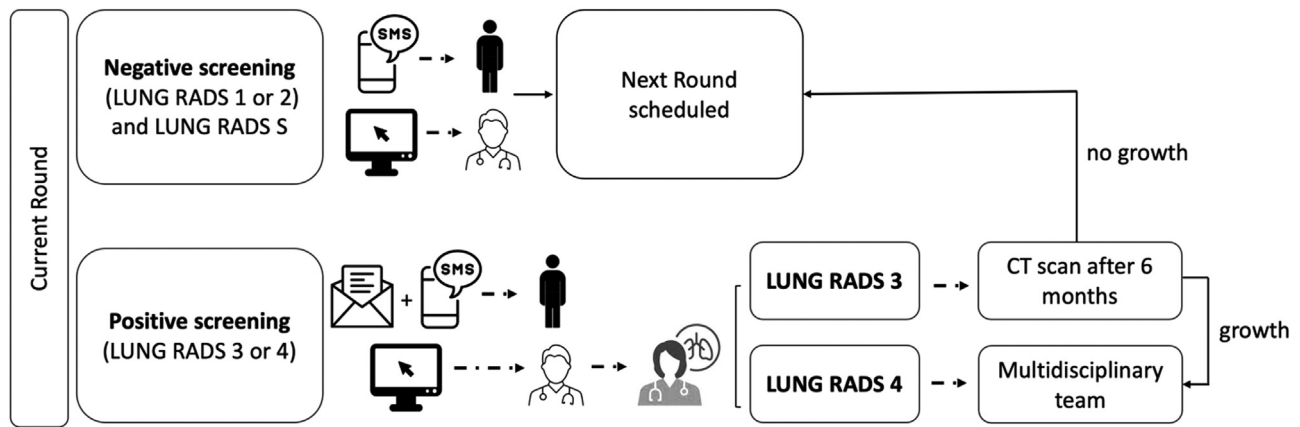 Current Round
Negative screening
(LUNG RADS 1 or 2)
and LUNG RADS S
SMS
Next Round
scheduled
no growth
Positive screening
(LUNG RADS 3 or 4)
+
SMS
LUNG RADS 3
CT scan after 6
months
growth
LUNG RADS 4
Multidisciplinary
team